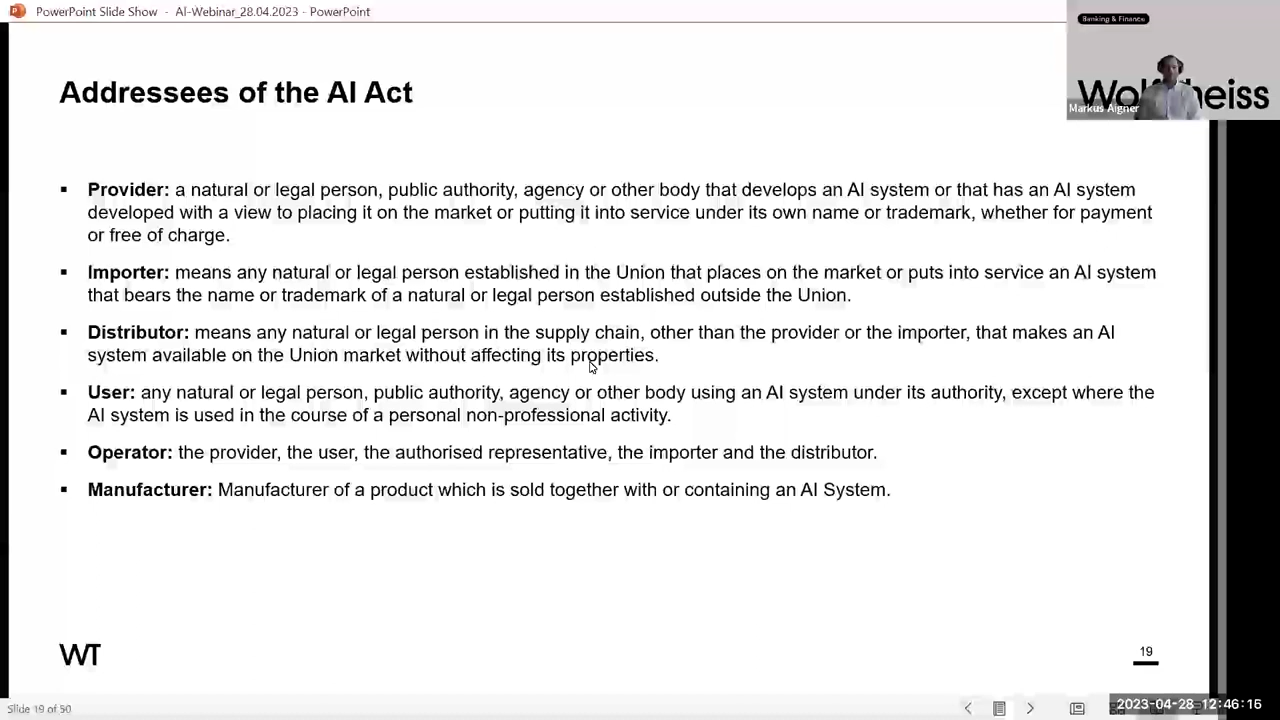 PowerPoint Slide Show - AI-Webinar_28.04.2023 - PowerPoint
Banking & Finance
Markus Aigner
Addressees of the AI Act
▪ Provider: a natural or legal person, public authority, agency or other body that develops an AI system or that has an AI system
developed with a view to placing it on the market or putting it into service under its own name or trademark, whether for payment
or free of charge.
▪ Importer: means any natural or legal person established in the Union that places on the market or puts into service an AI system
that bears the name or trademark of a natural or legal person established outside the Union.
▪ Distributor: means any natural or legal person in the supply chain, other than the provider or the importer, that makes an AI
system available on the Union market without affecting its properties.
▪ User: any natural or legal person, public authority, agency or other body using an AI system under its authority, except where the
AI system is used in the course of a personal non-professional activity.
▪ Operator: the provider, the user, the authorised representative, the importer and the distributor.
▪ Manufacturer: Manufacturer of a product which is sold together with or containing an AI System.
WT
19
Slide 19 of 50
2023-04-28 12:46:15